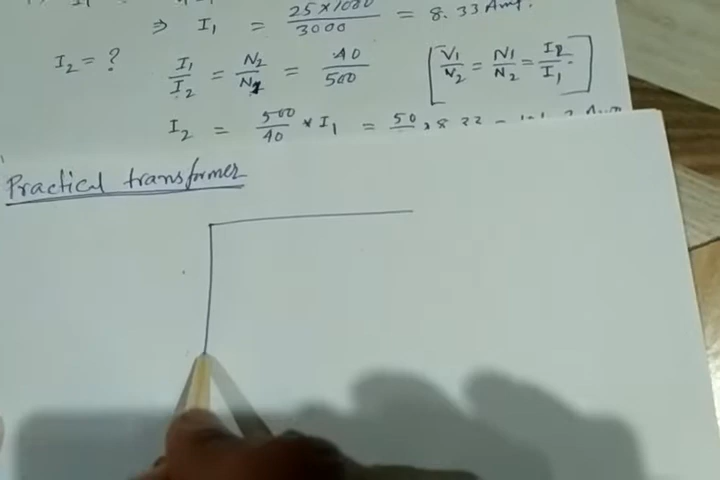 ⇒ I₁ = 25×1000 / 3000 = 8.33 Amp.
I₂ = ? I₁/I₂ = N₂/N₁ = 40/500 [V₁/V₂ = N₁/N₂ = I₂/I₁]
I₂ = 500/40 × I₁ = 50
Practical transformer